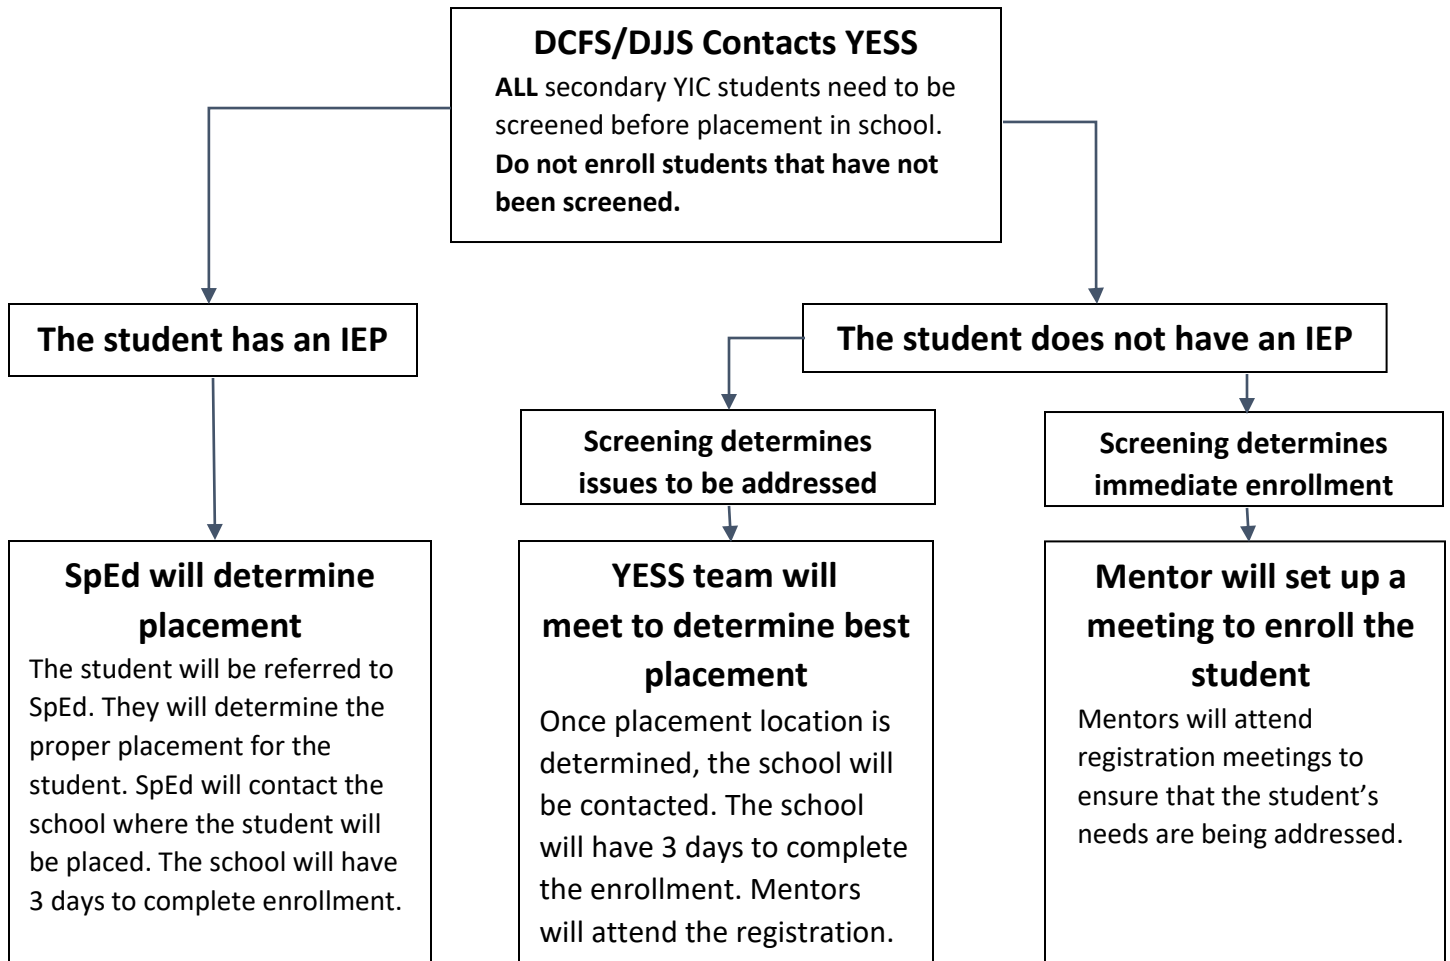 DCFS/DJJS Contacts YESS
ALL secondary YIC students need to be
screened before placement in school.
Do not enroll students that have not
been screened.
The student has an IEP
The student does not have an IEP
Screening determines
issues to be addressed
Screening determines
immediate enrollment
SpEd will determine
placement
The student will be referred to
SpEd. They will determine the
proper placement for the
student. SpEd will contact the
school where the student will
be placed. The school will have
3 days to complete enrollment.
YESS team will
meet to determine best
placement
Once placement location is
determined, the school will
be contacted. The school
will have 3 days to complete
the enrollment. Mentors
will attend the registration.
Mentor will set up a
meeting to enroll the
student
Mentors will attend
registration meetings to
ensure that the student’s
needs are being addressed.